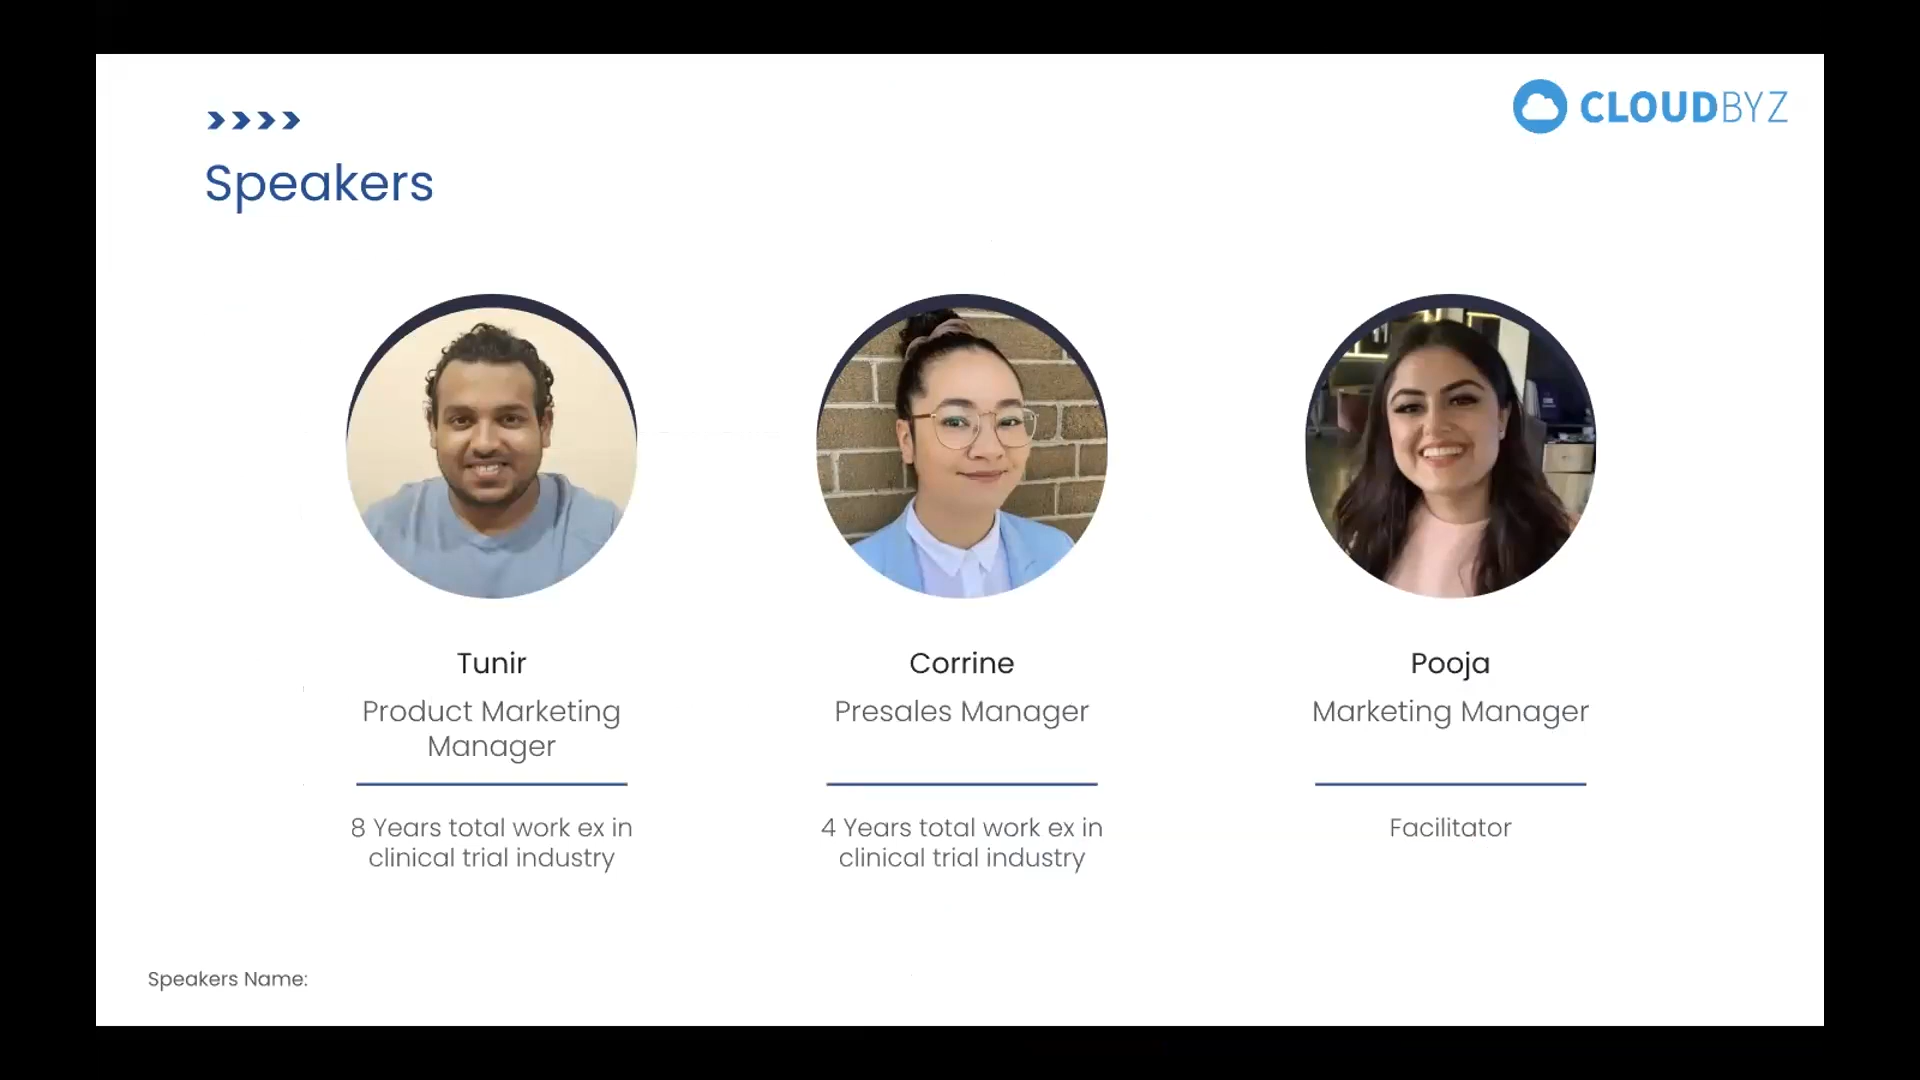 CLOUDBYZ
Speakers
Tunir
Product Marketing
Manager
8 Years total work ex in
clinical trial industry
Corrine
Presales Manager
4 Years total work ex in
clinical trial industry
Pooja
Marketing Manager
Facilitator
Speakers Name: